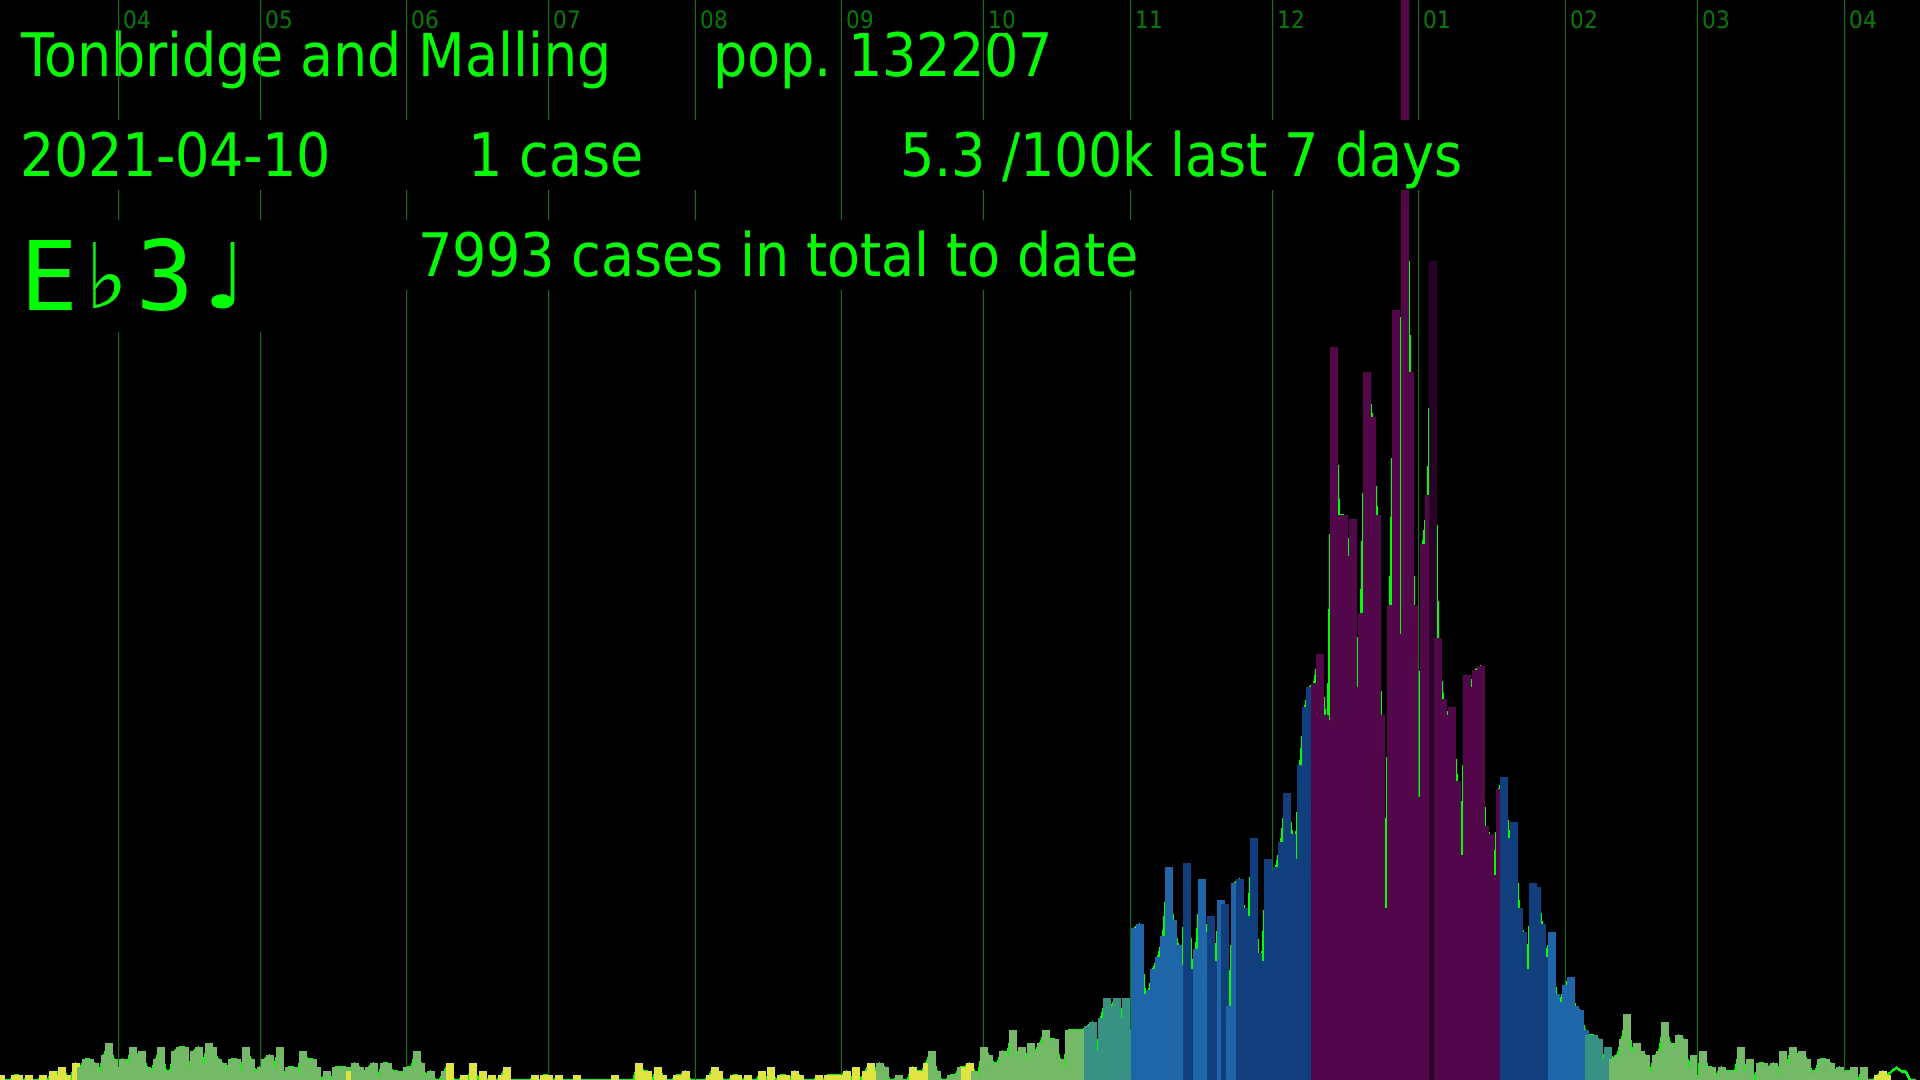 04 05 06 07 08 09 10 11 12 01 02 03 04
Tonbridge and Malling pop. 132207
2021-04-10 1 case 5.3 /100k last 7 days
E♭3♩ 7993 cases in total to date